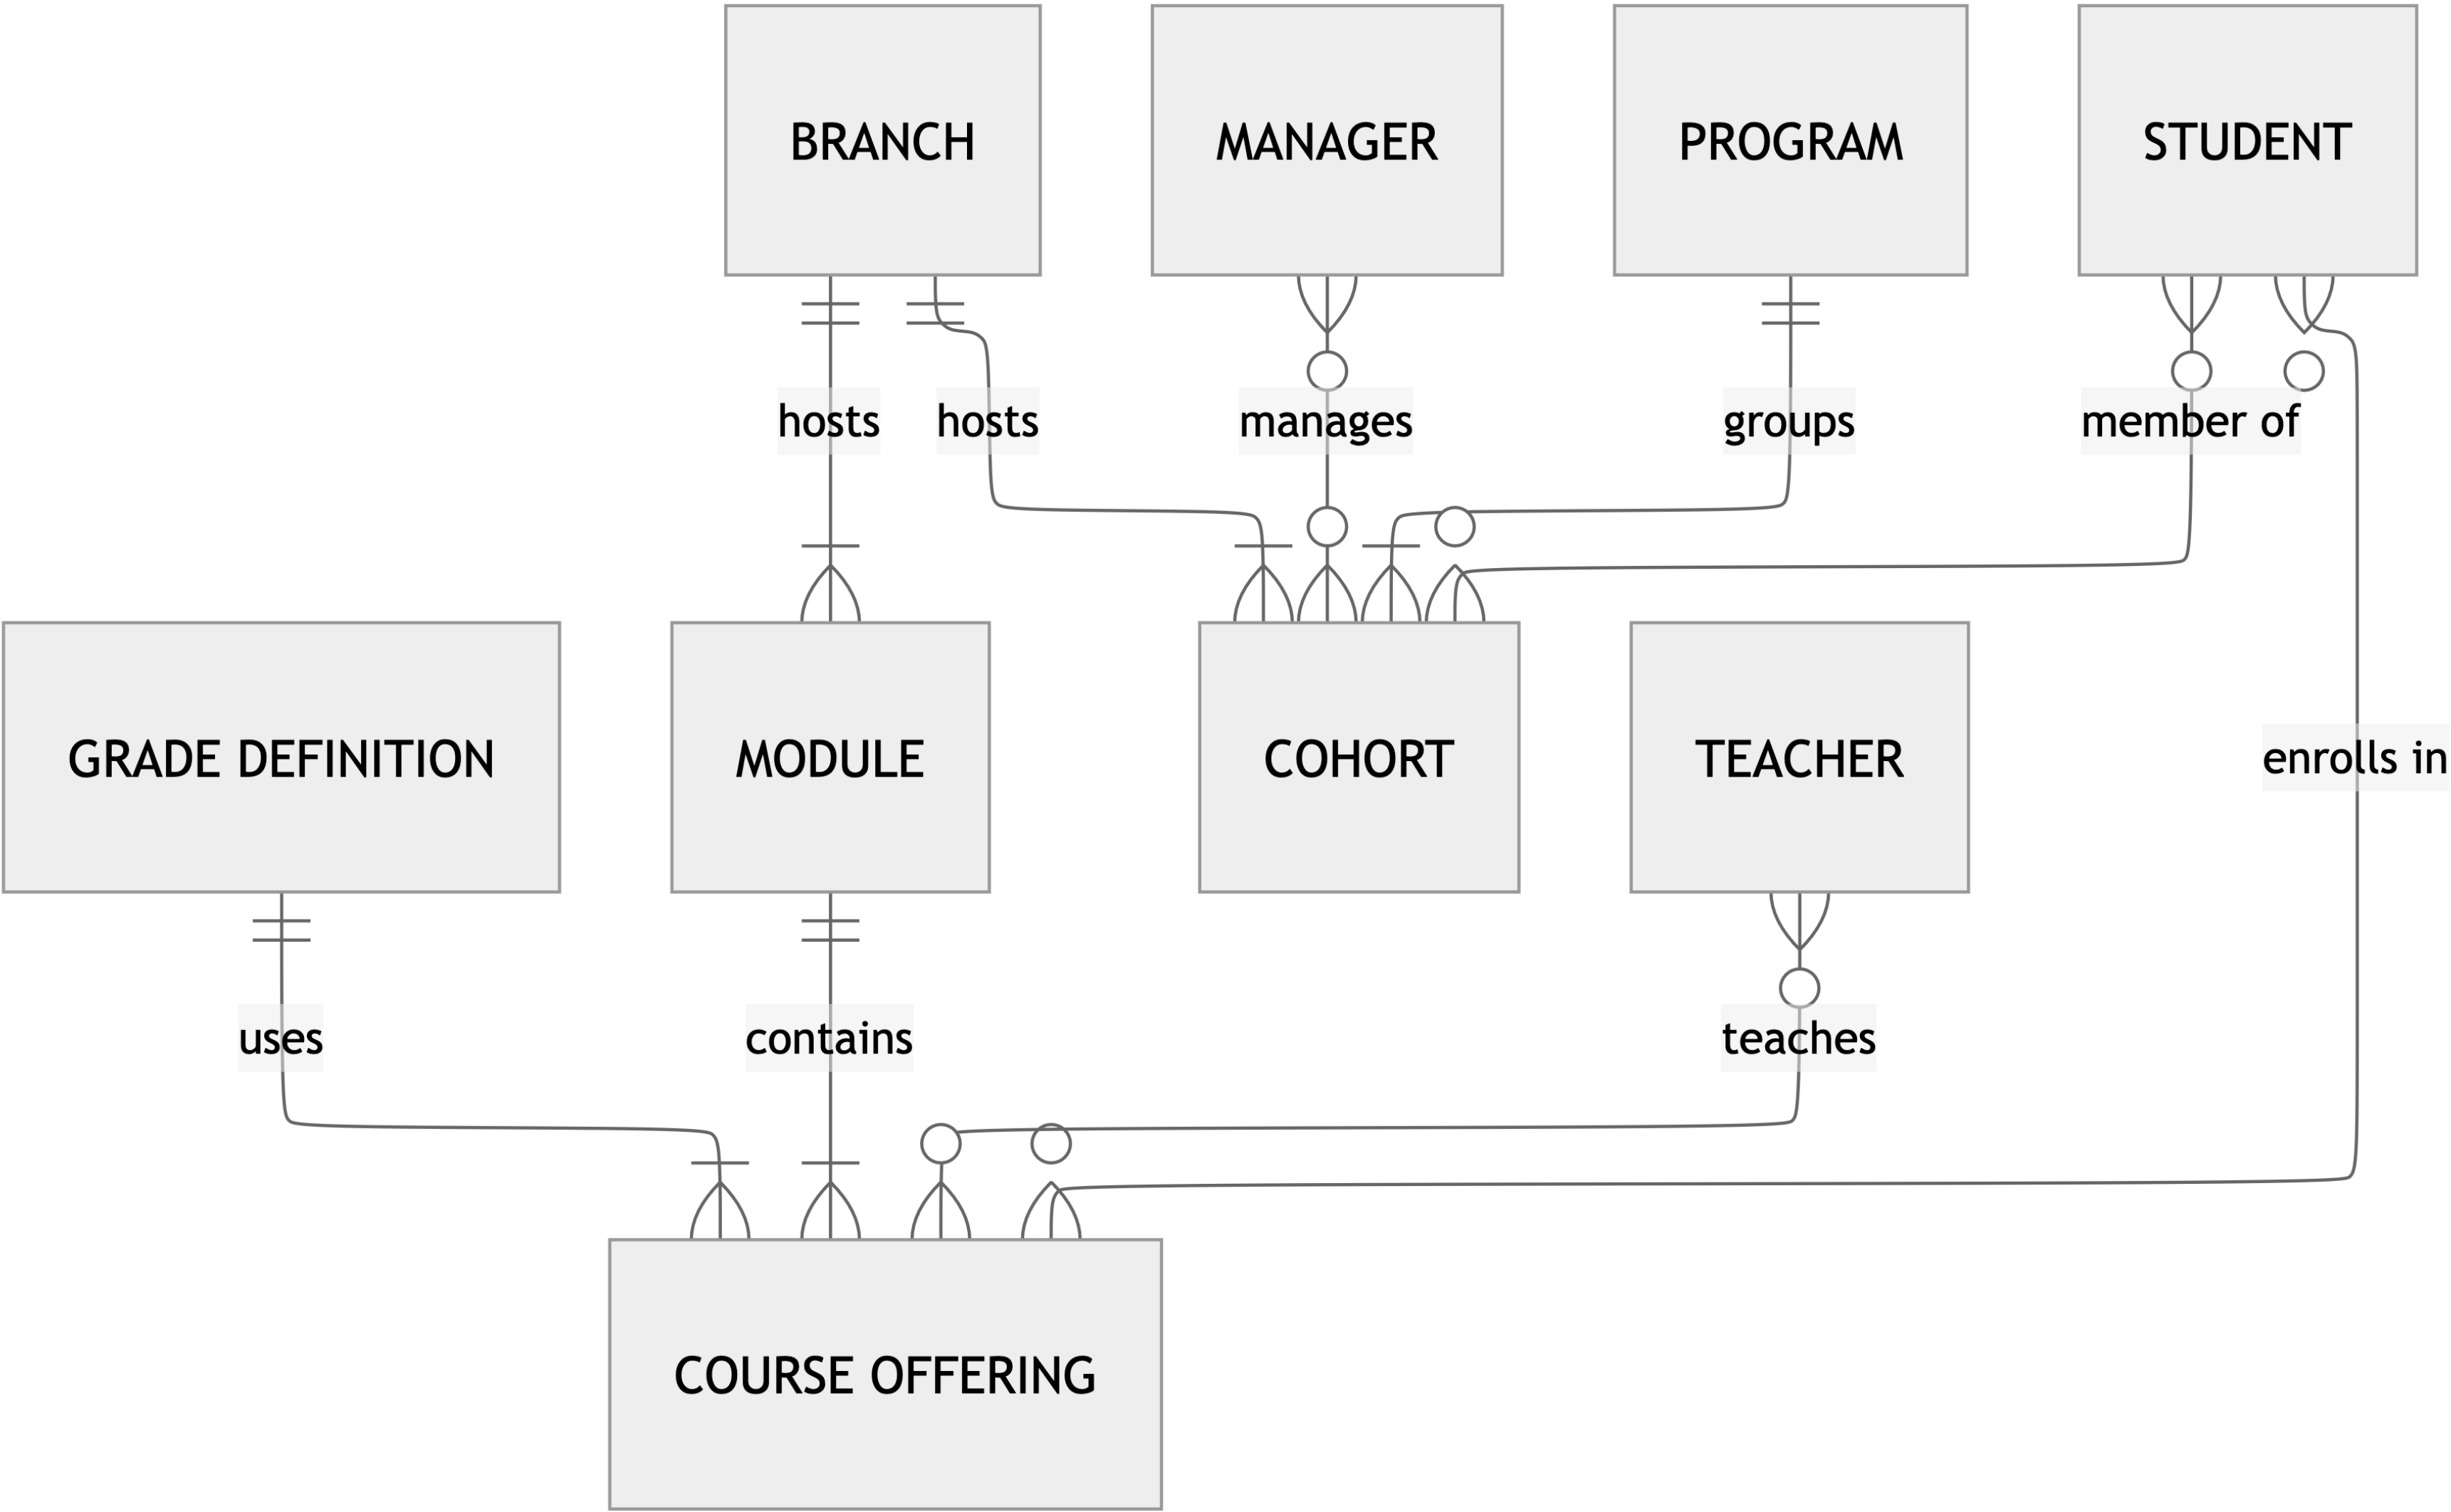 BRANCH
MANAGER
PROGRAM
STUDENT
hosts
hosts
manages
groups
member of
GRADE DEFINITION
MODULE
COHORT
TEACHER
enrolls in
uses
contains
teaches
COURSE OFFERING